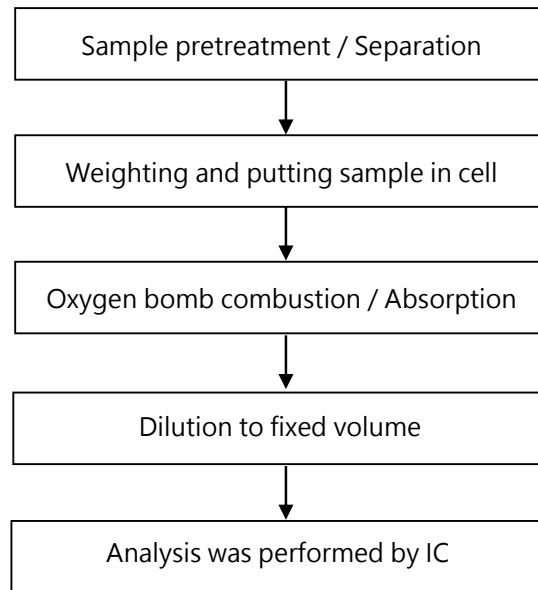 Sample pretreatment / Separation
Weighting and putting sample in cell
Oxygen bomb combustion / Absorption
Dilution to fixed volume
Analysis was performed by IC